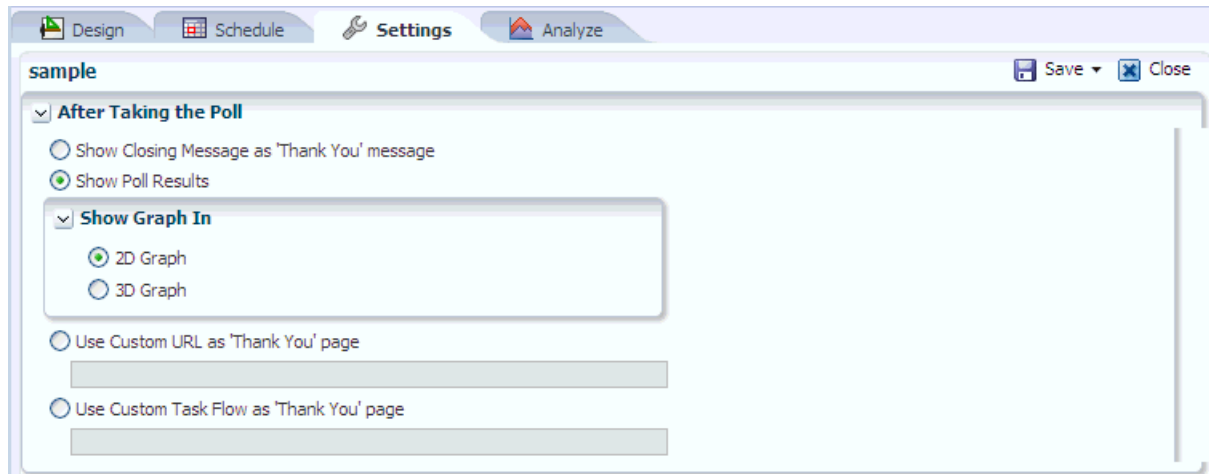 Design Schedule Settings Analyze
sample Save Close
After Taking the Poll
Show Closing Message as 'Thank You' message
Show Poll Results
Show Graph In
2D Graph
3D Graph
Use Custom URL as 'Thank You' page
Use Custom Task Flow as 'Thank You' page